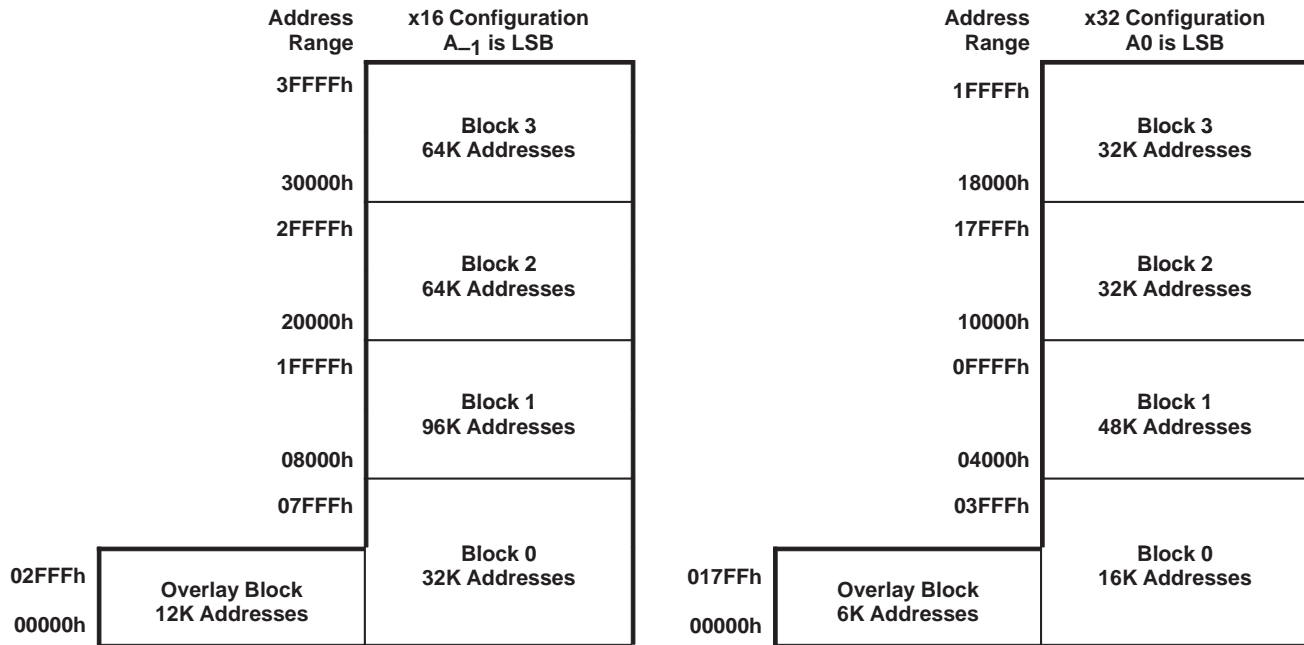 Address
Range
x16 Configuration
A–1 is LSB
3FFFFh
Block 3
64K Addresses
30000h
2FFFFh
Block 2
64K Addresses
20000h
1FFFFh
Block 1
96K Addresses
08000h
07FFFh
Block 0
32K Addresses
02FFFh
Overlay Block
12K Addresses
00000h
Address
Range
x32 Configuration
A0 is LSB
1FFFFh
Block 3
32K Addresses
18000h
17FFFh
Block 2
32K Addresses
10000h
0FFFFh
Block 1
48K Addresses
04000h
03FFFh
Block 0
16K Addresses
017FFh
Overlay Block
6K Addresses
00000h